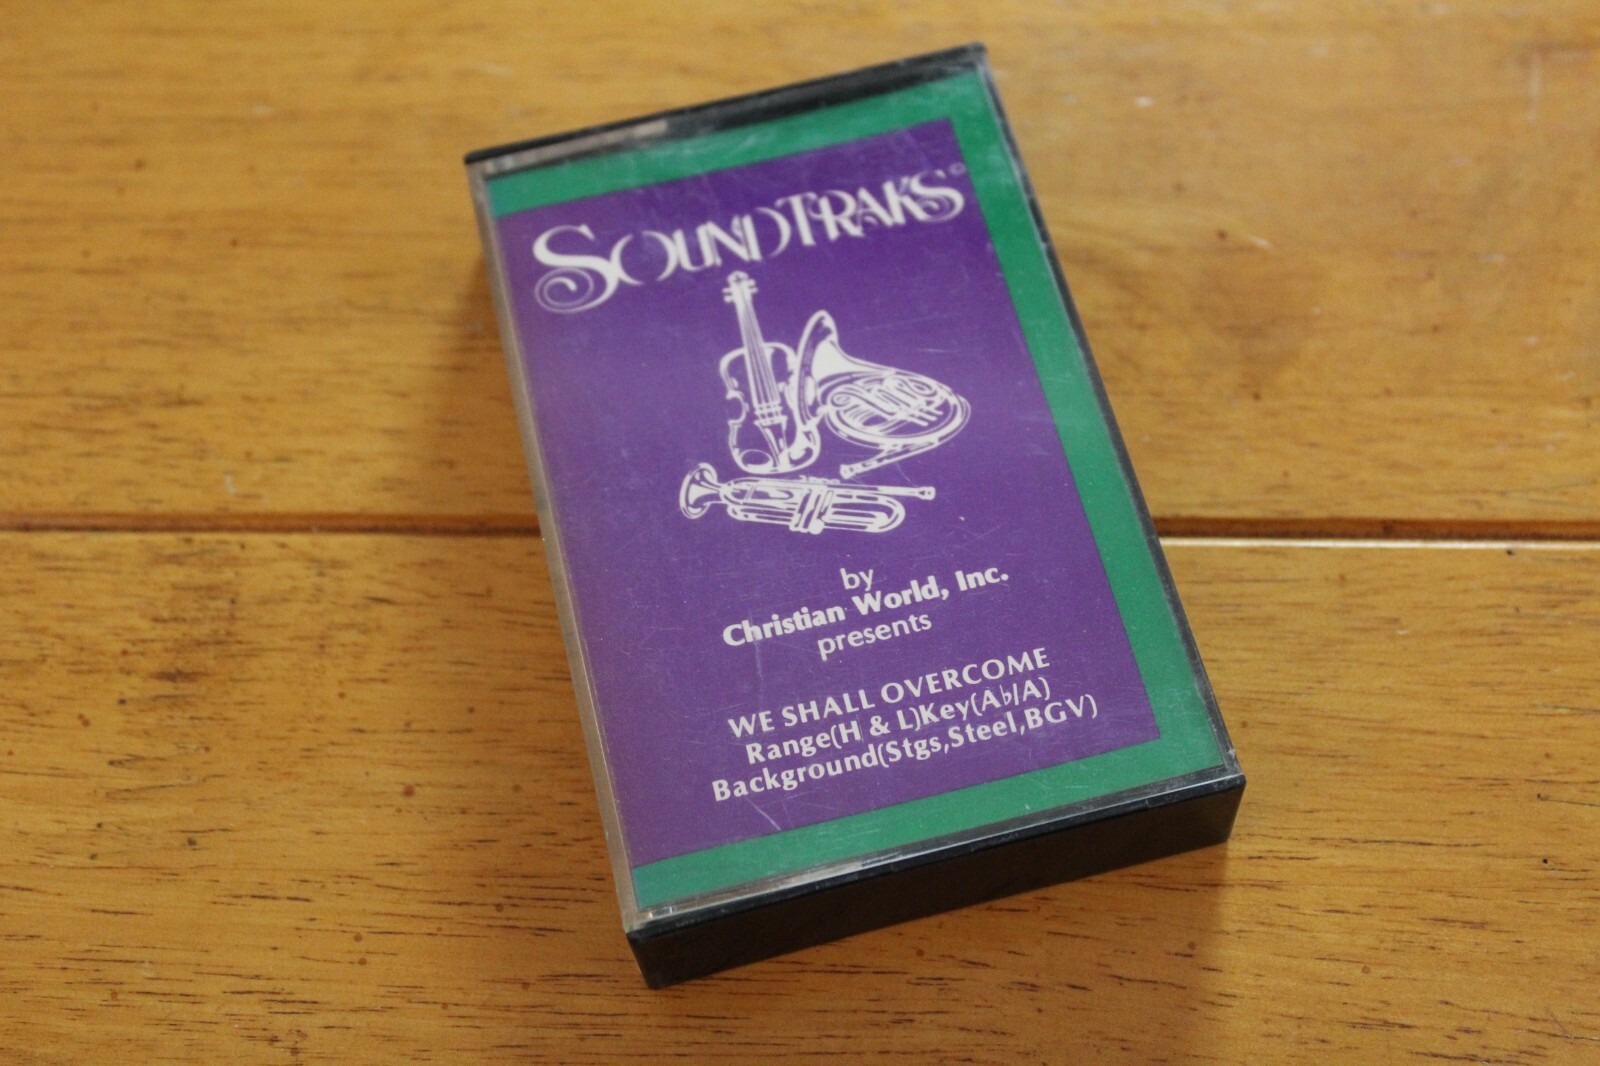 SOUNDTRAKS©
by
Christian World, Inc.
presents
WE SHALL OVERCOME
Range(H & L)Key(A♭/A)
Background(Stgs,Steel,BGV)